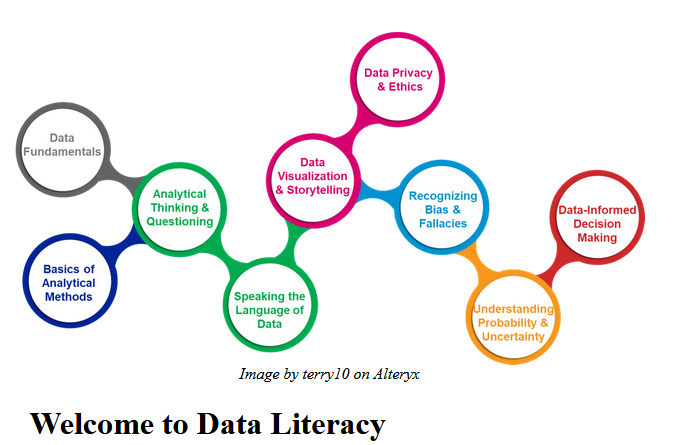 Data Privacy
& Ethics
Data
Fundamentals
Data
Visualization
& Storytelling
Analytical
Thinking &
Questioning
Recognizing
Bias &
Fallacies
Data-Informed
Decision
Making
Basics of
Analytical
Methods
Speaking the
Language of
Data
Understanding
Probability &
Uncertainty
Image by terry10 on Alteryx
Welcome to Data Literacy